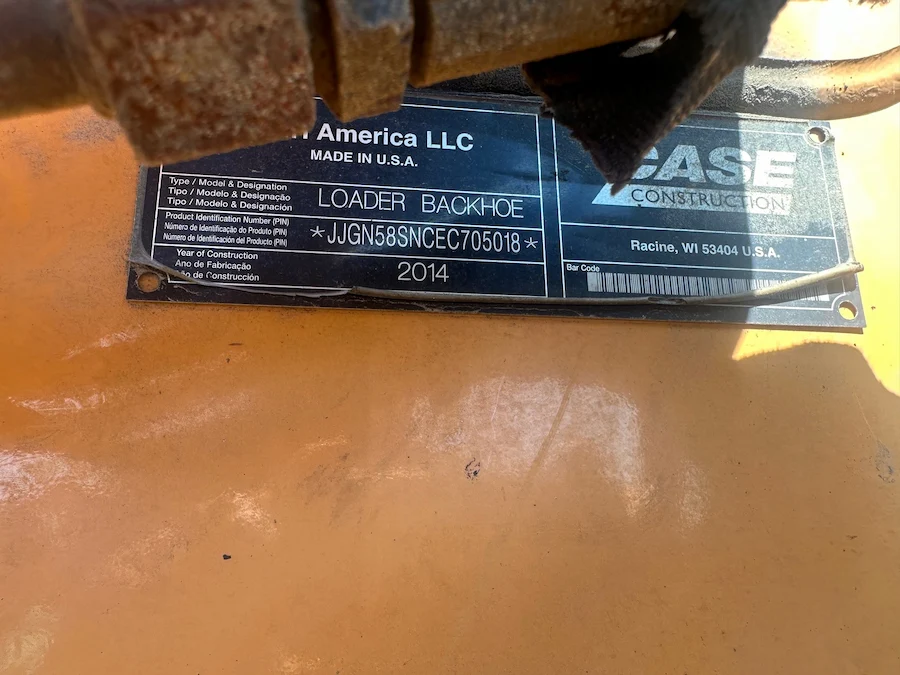 America LLC
MADE IN U.S.A.
Type / Model & Designation
Tipo / Modelo & Designação
Tipo / Modelo & Designación
LOADER BACKHOE
Product Identification Number (PIN)
Número de Identificação do Produto (PIN)
Número de Identificación del Producto (PIN)
*JJGN58SNCEC705018*
Year of Construction
Ano de Fabricação
de Construcción
2014
CASE
CONSTRUCTION
Racine, WI 53404 U.S.A.
Bar Code